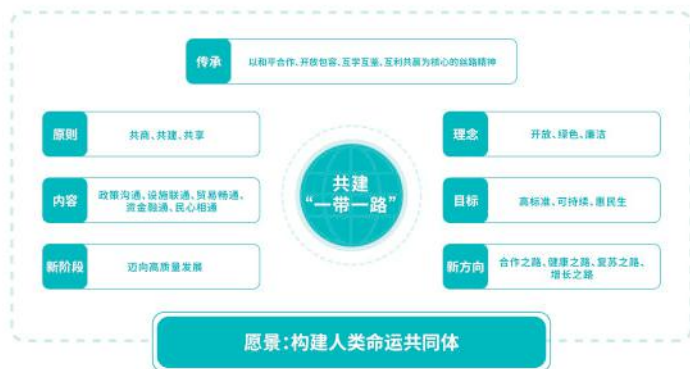 传承
以和平合作、开放包容、互学互鉴、互利共赢为核心的丝路精神
原则
共商、共建、共享
内容
政策沟通、设施联通、贸易畅通、
资金融通、民心相通
新阶段
迈向高质量发展
共建
“一带一路”
理念
开放、绿色、廉洁
目标
高标准、可持续、惠民生
新方向
合作之路、健康之路、复苏之路、
增长之路
愿景:构建人类命运共同体